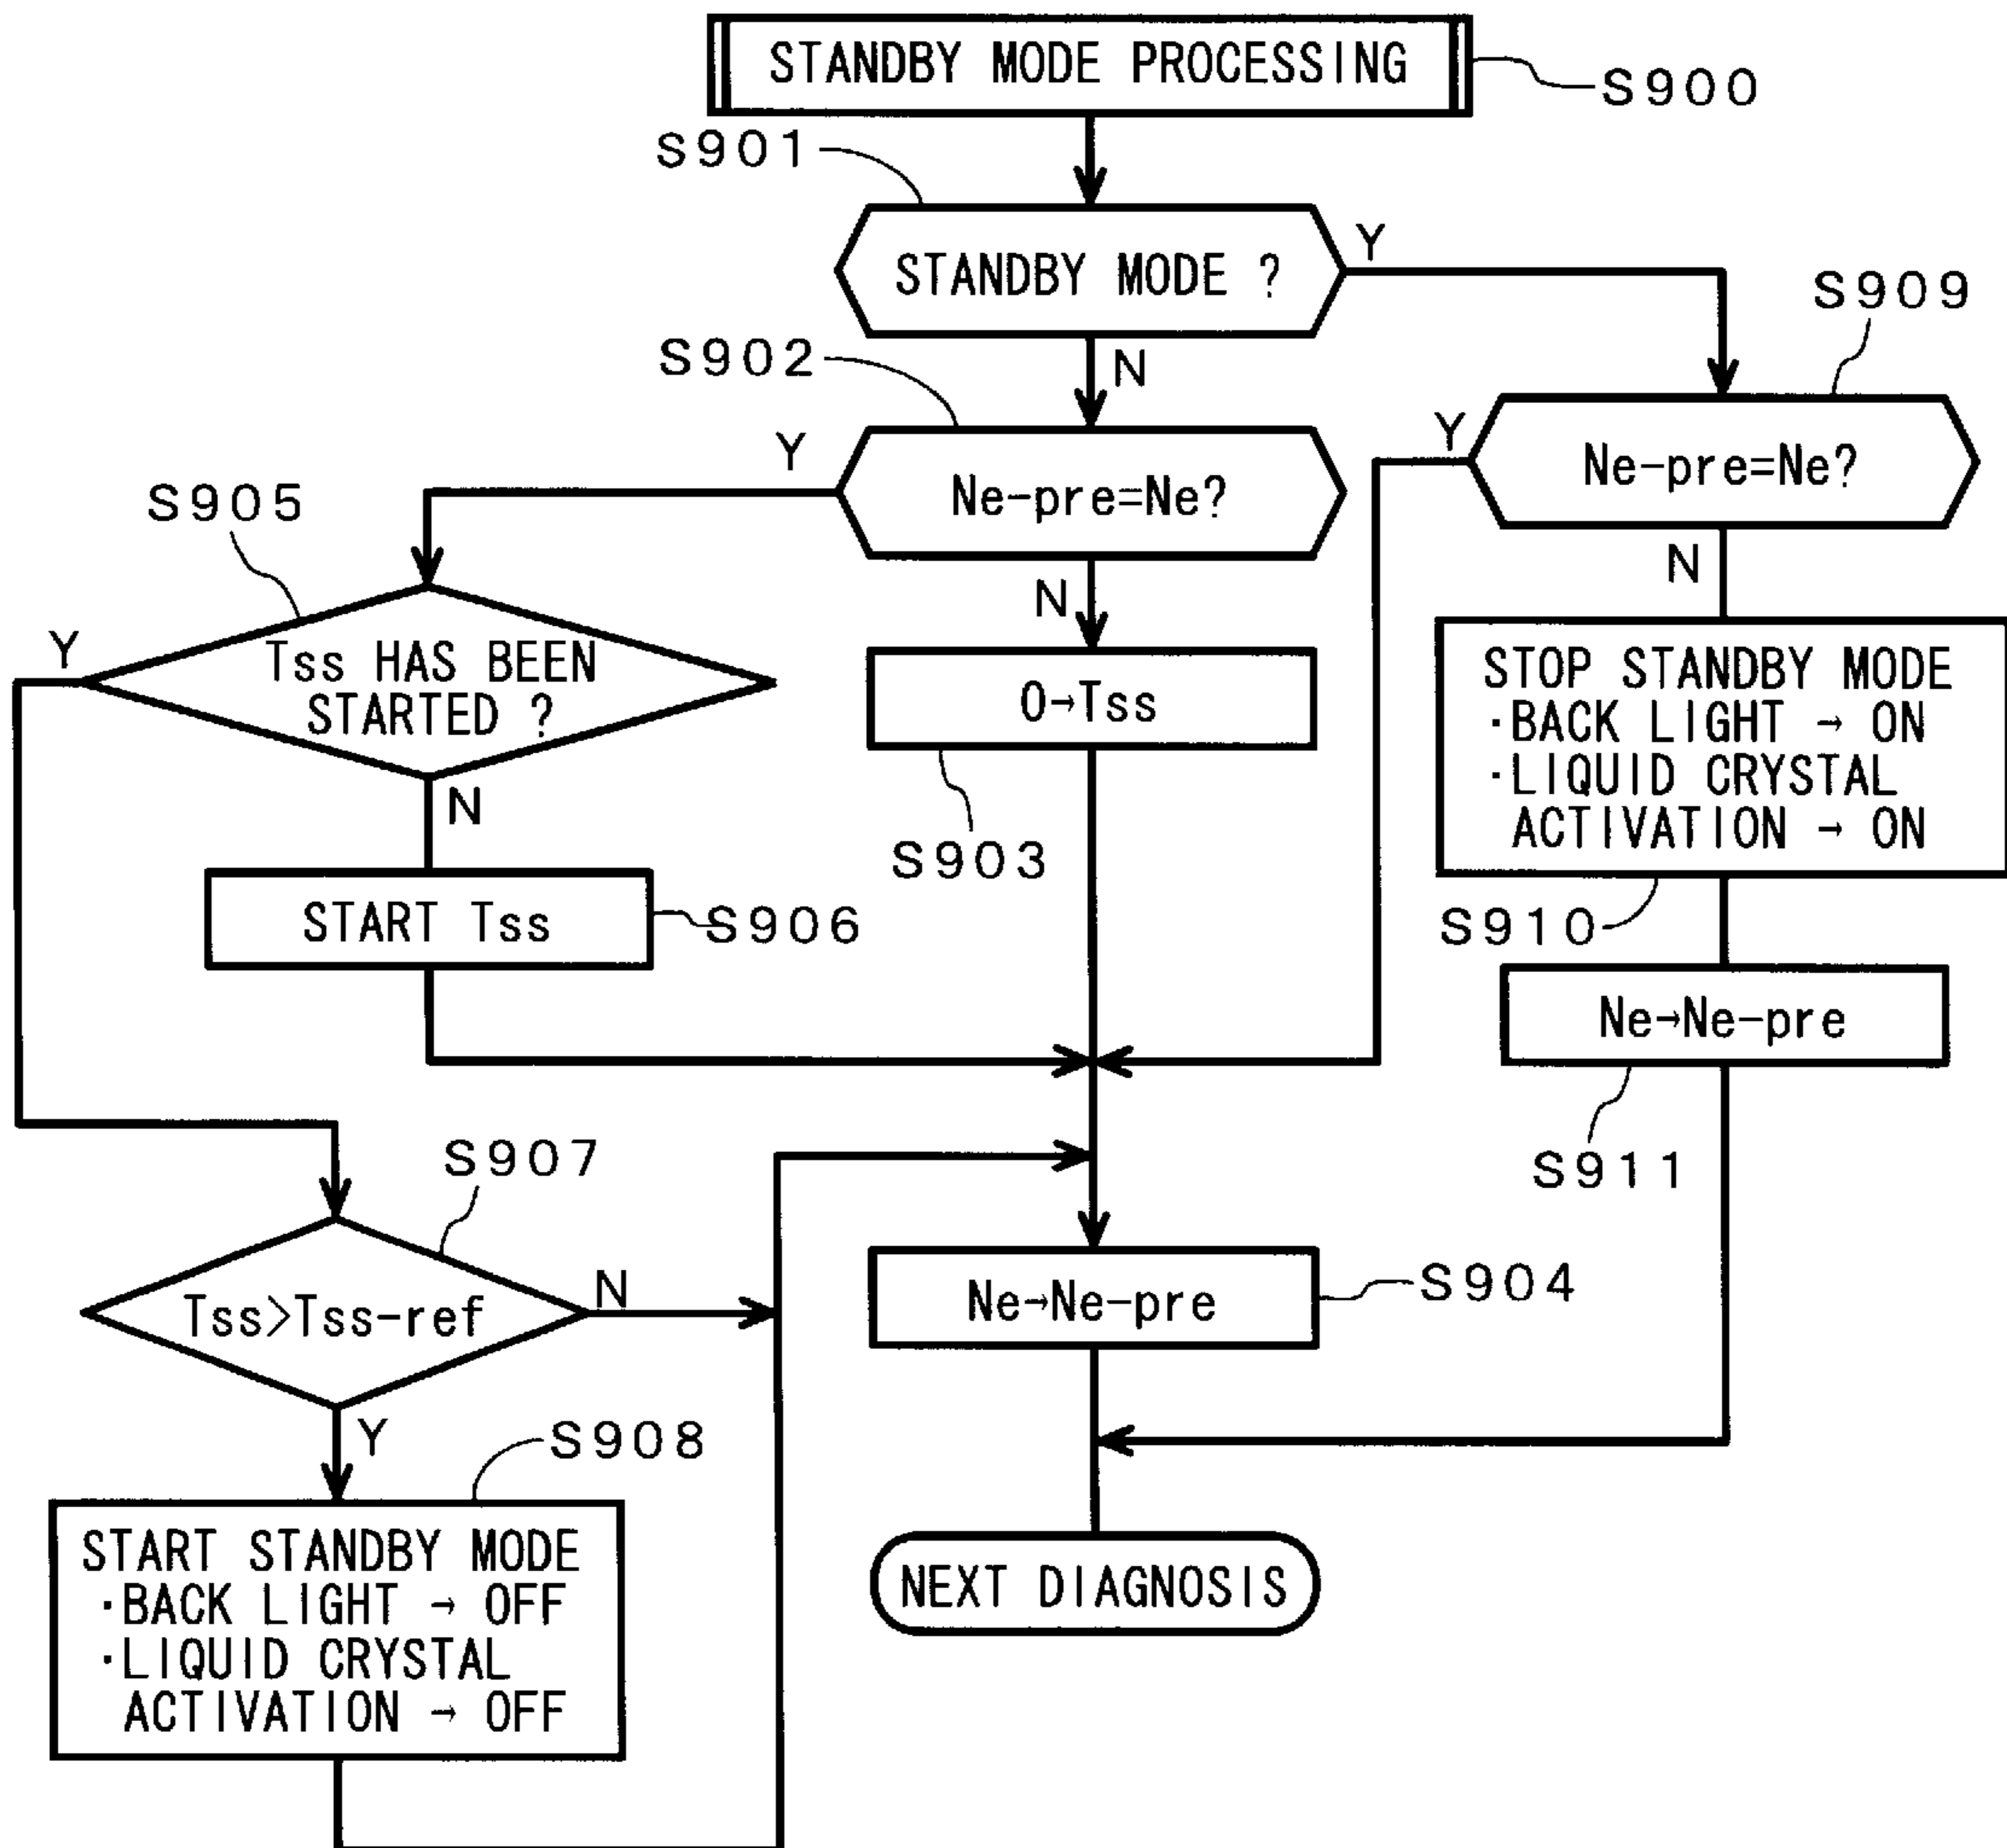 STANDBY MODE PROCESSING
S900
S901
STANDBY MODE ?
Y
S909
S902
N
Y
Ne-pre=Ne?
Y
Ne-pre=Ne?
S905
N
N
Y
Tss HAS BEEN
STARTED ?
0→Tss
STOP STANDBY MODE
·BACK LIGHT → ON
·LIQUID CRYSTAL
ACTIVATION → ON
N
S903
START Tss
S906
S910
Ne→Ne-pre
S907
S911
Tss>Tss-ref
N
Ne→Ne-pre
S904
Y
S908
START STANDBY MODE
·BACK LIGHT → OFF
·LIQUID CRYSTAL
ACTIVATION → OFF
NEXT DIAGNOSIS